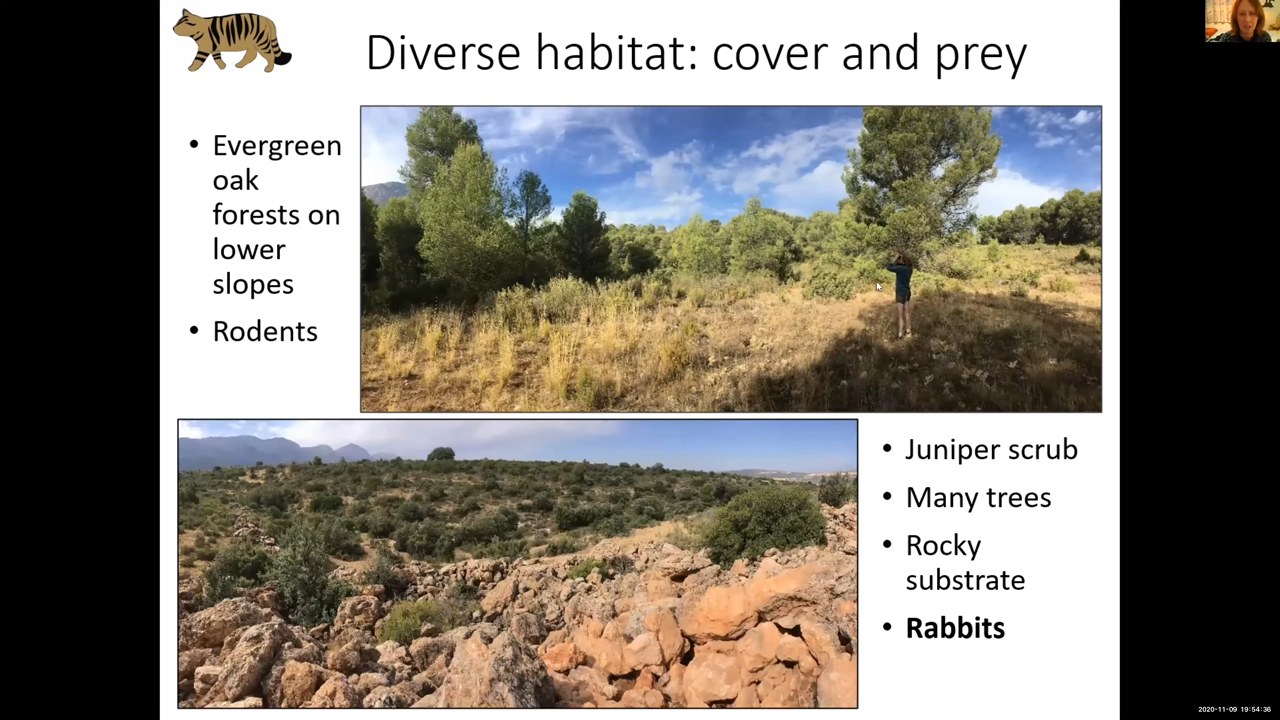 Diverse habitat: cover and prey
• Evergreen
oak
forests on
lower
slopes
• Rodents
• Juniper scrub
• Many trees
• Rocky
substrate
• Rabbits
2020-11-09 19:54:36